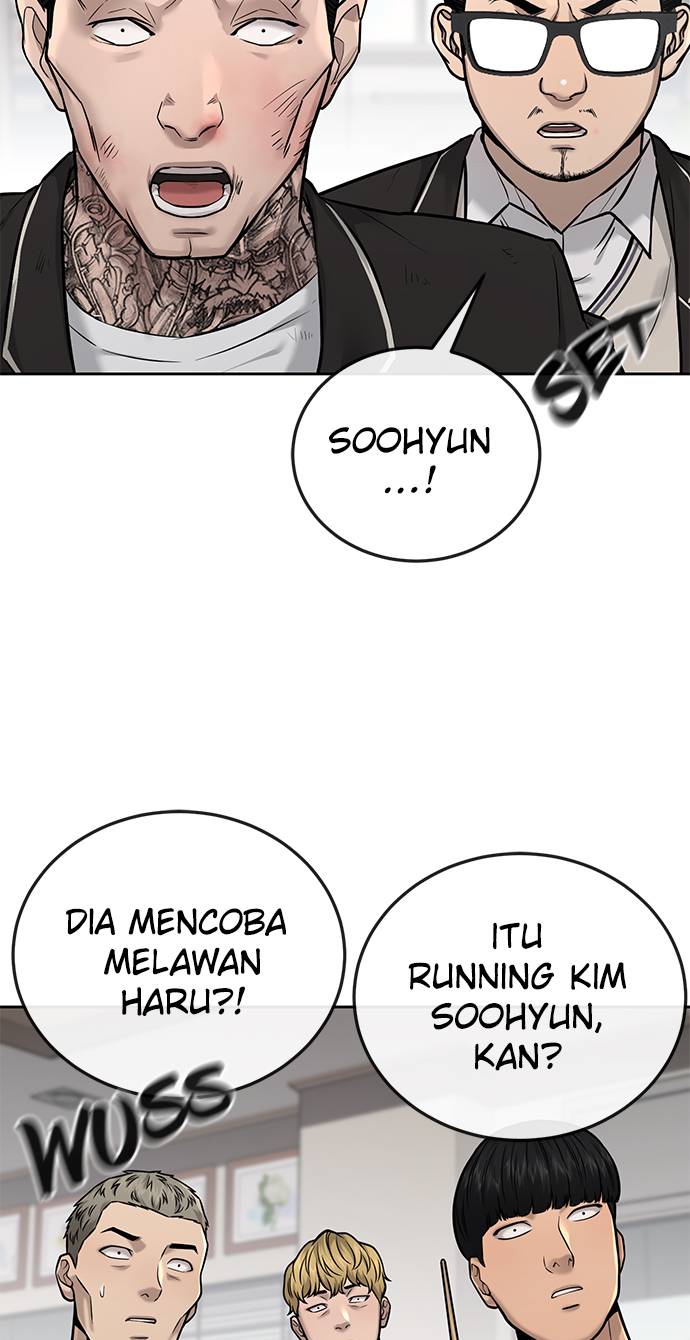 SET
SOOHYUN
...!
DIA MENCOBA
MELAWAN
HARU?!
ITU
RUNNING KIM
SOOHYUN,
KAN?
WUSS